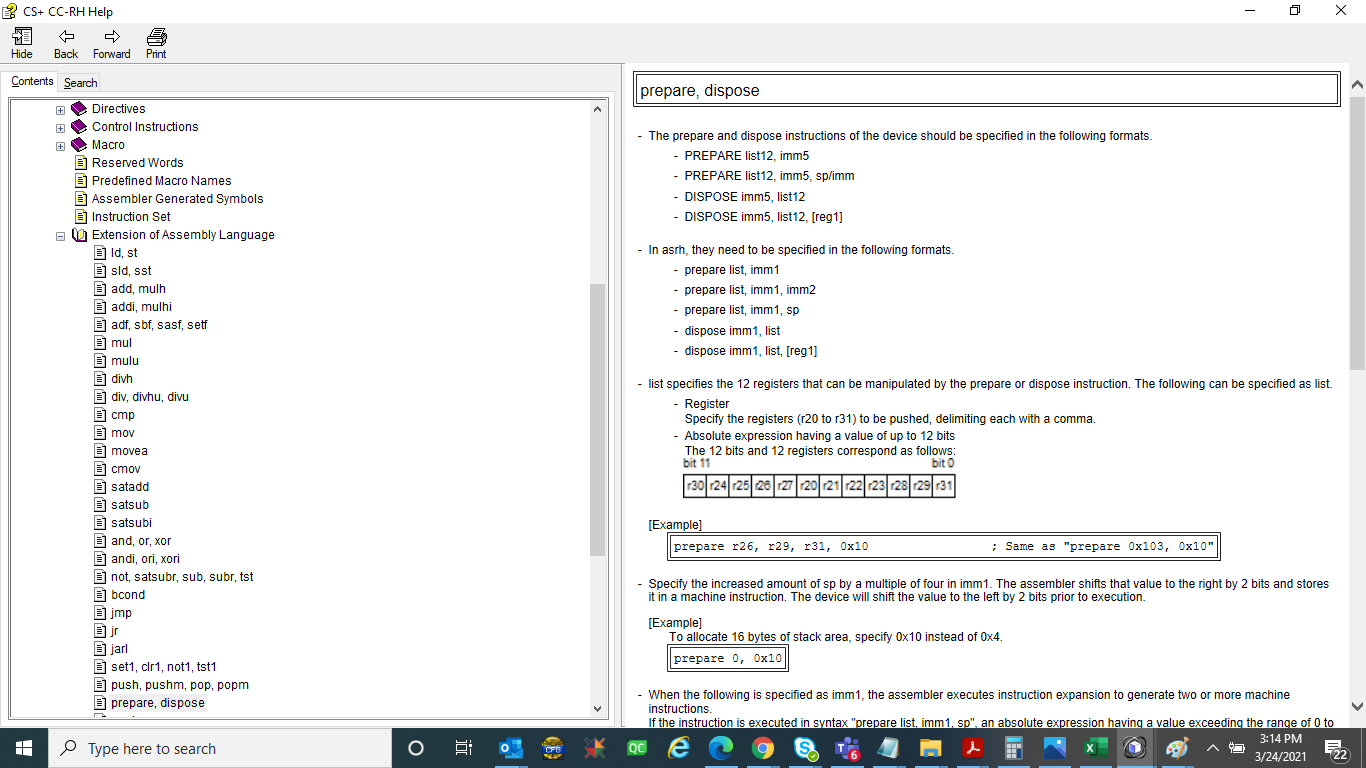 CS+ CC-RH Help
Hide Back Forward Print
Contents Search
Directives
Control Instructions
Macro
Reserved Words
Predefined Macro Names
Assembler Generated Symbols
Instruction Set
Extension of Assembly Language
ld, st
sld, sst
add, mulh
addi, mulhi
adf, sbf, sasf, setf
mul
mulu
divh
div, divhu, divu
cmp
mov
movea
cmov
satadd
satsub
satsubi
and, or, xor
andi, ori, xori
not, satsubr, sub, subr, tst
bcond
jmp
jr
jarl
set1, clr1, not1, tst1
push, pushm, pop, popm
prepare, dispose
prepare, dispose
- The prepare and dispose instructions of the device should be specified in the following formats.
- PREPARE list12, imm5
- PREPARE list12, imm5, sp/imm
- DISPOSE imm5, list12
- DISPOSE imm5, list12, [reg1]
- In asrh, they need to be specified in the following formats.
- prepare list, imm1
- prepare list, imm1, imm2
- prepare list, imm1, sp
- dispose imm1, list
- dispose imm1, list, [reg1]
- list specifies the 12 registers that can be manipulated by the prepare or dispose instruction. The following can be specified as list.
- Register
Specify the registers (r20 to r31) to be pushed, delimiting each with a comma.
- Absolute expression having a value of up to 12 bits
The 12 bits and 12 registers correspond as follows:
bit 11 bit 0
r30 r24 r25 r26 r27 r20 r21 r22 r23 r28 r29 r31
[Example]
prepare r26, r29, r31, 0x10 ; Same as "prepare 0x103, 0x10"
- Specify the increased amount of sp by a multiple of four in imm1. The assembler shifts that value to the right by 2 bits and stores
it in a machine instruction. The device will shift the value to the left by 2 bits prior to execution.
[Example]
To allocate 16 bytes of stack area, specify 0x10 instead of 0x4.
prepare 0, 0x10
- When the following is specified as imm1, the assembler executes instruction expansion to generate two or more machine
instructions.
If the instruction is executed in syntax "prepare list, imm1, sp", an absolute expression having a value exceeding the range of 0 to
Type here to search
QC
6
3:14 PM
3/24/2021
22